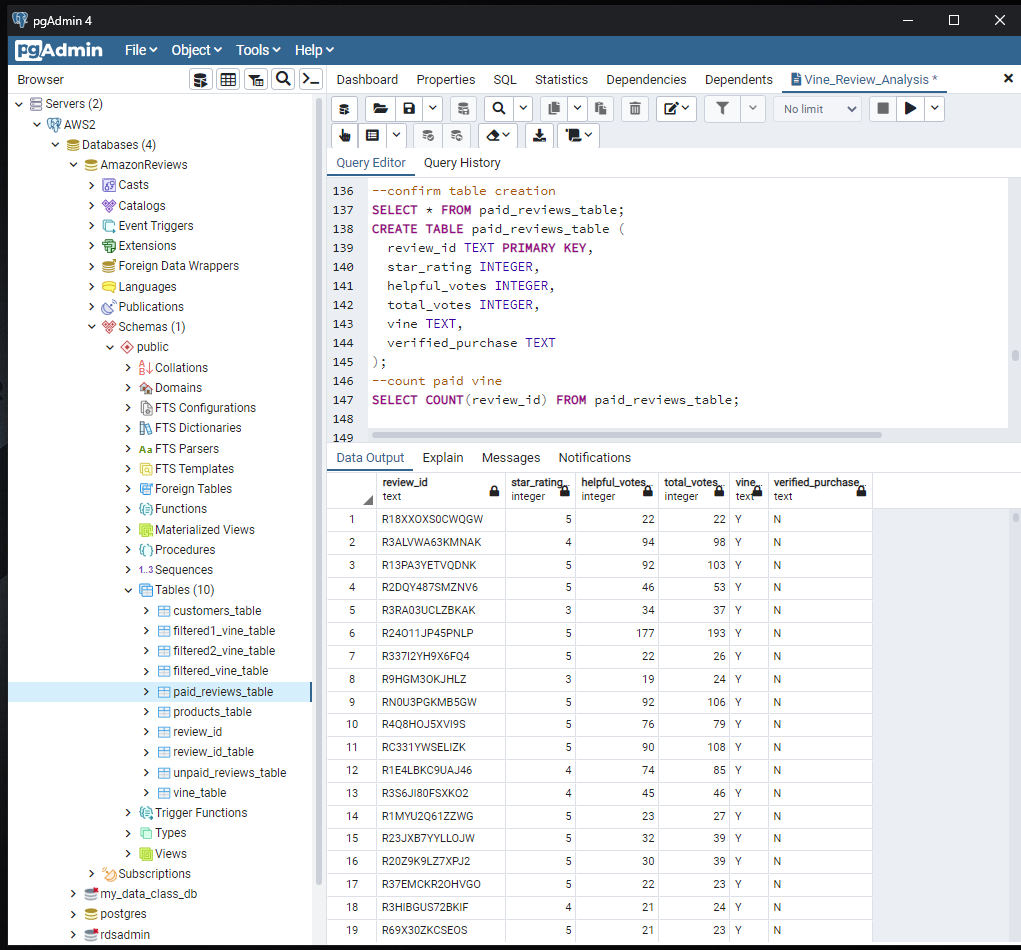 pgAdmin 4
pgAdmin File Object Tools Help
Browser
Dashboard Properties SQL Statistics Dependencies Dependents Vine_Review_Analysis *
Servers (2)
AWS2
Databases (4)
AmazonReviews
Casts
Catalogs
Event Triggers
Extensions
Foreign Data Wrappers
Languages
Publications
Schemas (1)
public
Collations
Domains
FTS Configurations
FTS Dictionaries
FTS Parsers
FTS Templates
Foreign Tables
Functions
Materialized Views
Procedures
1..3 Sequences
Tables (10)
customers_table
filtered1_vine_table
filtered2_vine_table
filtered_vine_table
paid_reviews_table
products_table
review_id
review_id_table
unpaid_reviews_table
vine_table
Trigger Functions
Types
Views
Subscriptions
my_data_class_db
postgres
rdsadmin
No limit
Query Editor Query History
136 --confirm table creation
137 SELECT * FROM paid_reviews_table;
138 CREATE TABLE paid_reviews_table (
139 review_id TEXT PRIMARY KEY,
140 star_rating INTEGER,
141 helpful_votes INTEGER,
142 total_votes INTEGER,
143 vine TEXT,
144 verified_purchase TEXT
145 );
146 --count paid vine
147 SELECT COUNT(review_id) FROM paid_reviews_table;
148
149
Data Output Explain Messages Notifications
review_id star_rating helpful_votes total_votes vine verified_purchase
text integer integer integer text text
1 R18XXOXS0CWQGW 5 22 22 Y N
2 R3ALVWA63KMNAK 4 94 98 Y N
3 R13PA3YETVQDNK 5 92 103 Y N
4 R2DQY487SMZNV6 5 46 53 Y N
5 R3RA03UCLZBKAK 3 34 37 Y N
6 R24O11JP45PNLP 5 177 193 Y N
7 R337I2YH9X6FQ4 5 22 26 Y N
8 R9HGM3OKJHLZ 3 19 24 Y N
9 RN0U3PGKMB5GW 5 92 106 Y N
10 R4Q8HOJ5XVI9S 5 76 79 Y N
11 RC331YWSELIZK 5 90 108 Y N
12 R1E4LBKC9UAJ46 4 74 85 Y N
13 R3S6JI80FSXKO2 4 45 46 Y N
14 R1MYU2Q61ZZWG 5 23 27 Y N
15 R23JXB7YYLLOJW 5 32 39 Y N
16 R20Z9K9LZ7XPJ2 5 30 39 Y N
17 R37EMCKR2OHVGO 5 22 23 Y N
18 R3HIBGUS72BKIF 4 21 24 Y N
19 R69X30ZKCSEOS 5 21 23 Y N